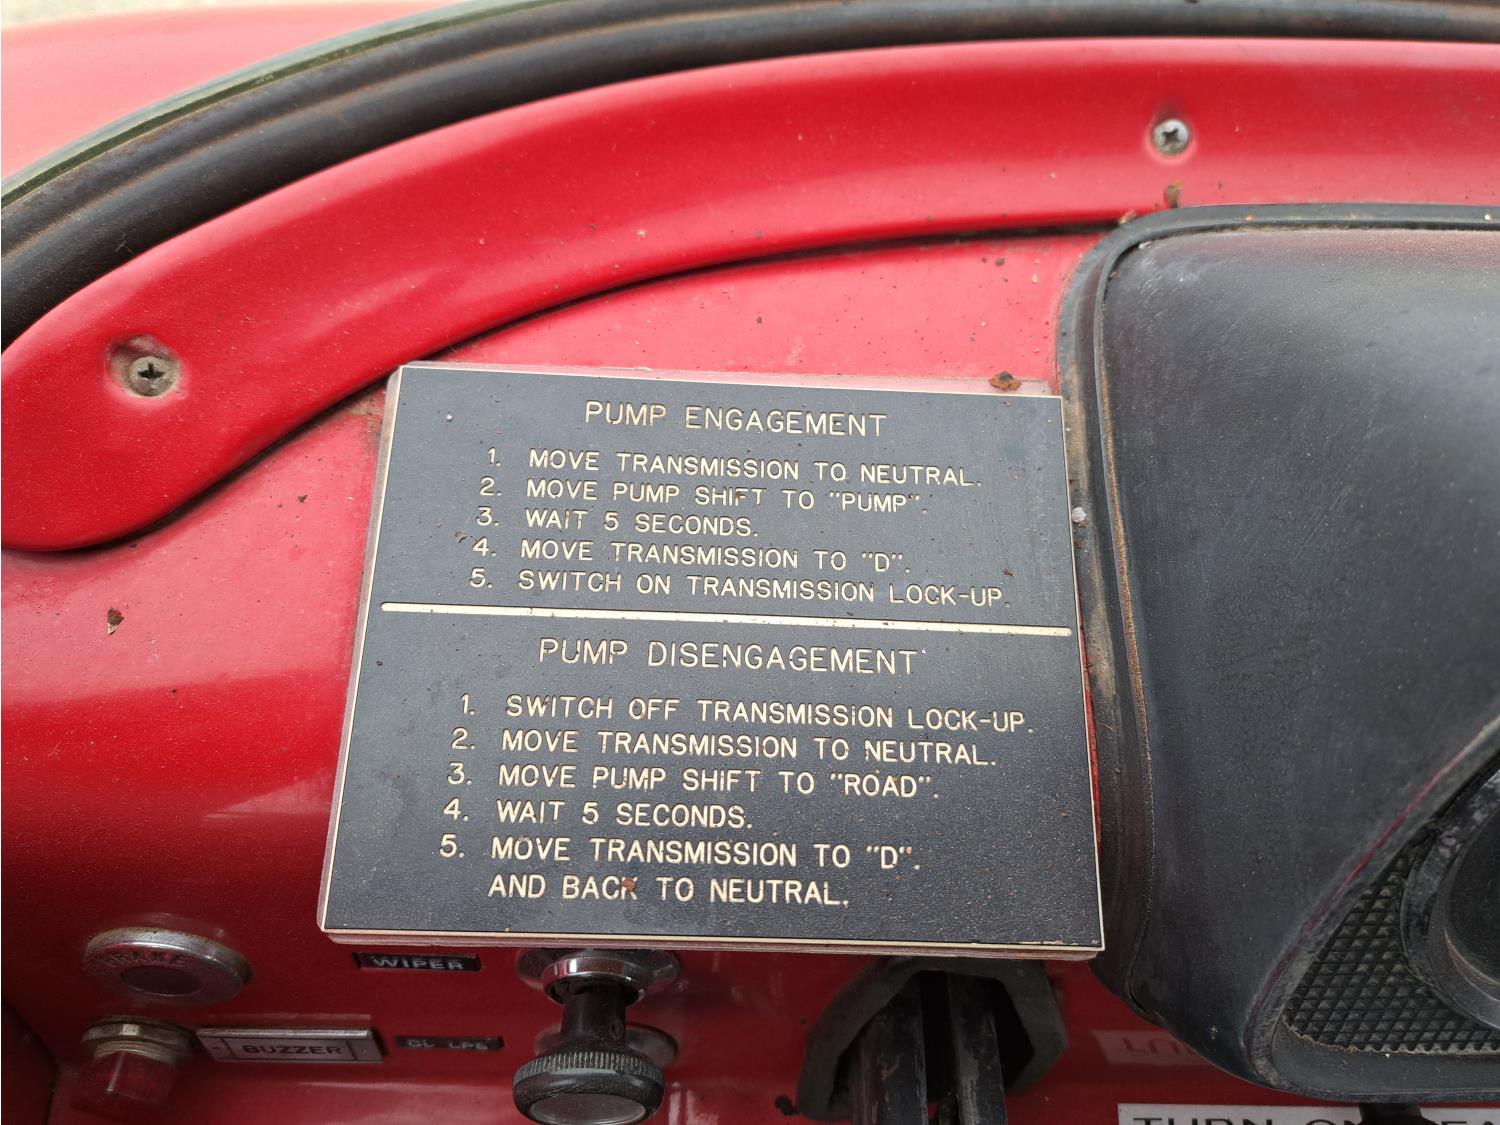 PUMP ENGAGEMENT
1. MOVE TRANSMISSION TO NEUTRAL.
2. MOVE PUMP SHIFT TO "PUMP".
3. WAIT 5 SECONDS.
4. MOVE TRANSMISSION TO "D".
5. SWITCH ON TRANSMISSION LOCK-UP.
PUMP DISENGAGEMENT
1. SWITCH OFF TRANSMISSION LOCK-UP.
2. MOVE TRANSMISSION TO NEUTRAL.
3. MOVE PUMP SHIFT TO "ROAD".
4. WAIT 5 SECONDS.
5. MOVE TRANSMISSION TO "D".
AND BACK TO NEUTRAL.
BRAKE
WIPER
BUZZER
TURN ON